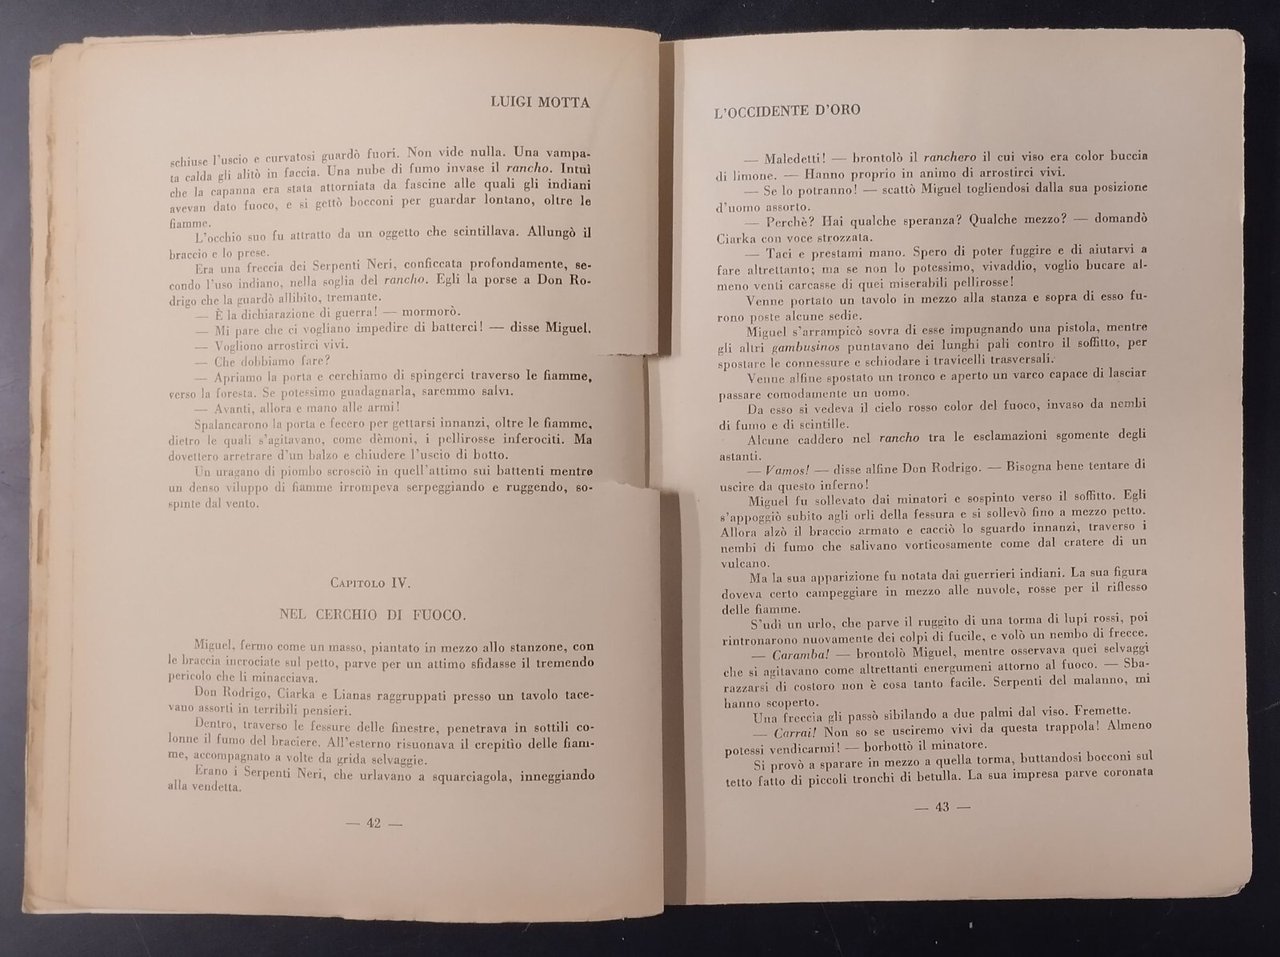 LUIGI MOTTA
schiuse l'uscio e curvatosi guardò fuori. Non vide nulla. Una vampa-
ta calda gli alitò in faccia. Una nube di fumo invase il rancho. Intuì
che la capanna era stata attorniata da fascine alle quali gli indiani
avevan dato fuoco, e si gettò bocconi per guardar lontano, oltre le
fiamme.
L'occhio suo fu attratto da un oggetto che scintillava. Allungò il
braccio e lo prese.
Era una freccia dei Serpenti Neri, conficcata profondamente, se-
condo l'uso indiano, nella soglia del rancho. Egli la porse a Don Ro-
drigo che la guardò allibito, tremante.
— È la dichiarazione di guerra! — mormorò.
— Mi pare che ci vogliano impedire di batterci! — disse Miguel.
— Vogliono arrostirci vivi.
— Che dobbiamo fare?
— Apriamo la porta e cerchiamo di spingerci traverso le fiamme,
verso la foresta. Se potessimo guadagnarla, saremmo salvi.
— Avanti, allora e mano alle armi!
Spalancarono la porta e fecero per gettarsi innanzi, oltre le fiamme,
dietro le quali s'agitavano, come dèmoni, i pellirosse inferociti. Ma
dovettero arretrare d'un balzo e chiudere l'uscio di botto.
Un uragano di piombo scrosciò in quell'attimo sui battenti mentre
un denso viluppo di fiamme irrompeva serpeggiando e ruggendo, so-
spinte dal vento.
CAPITOLO IV.
NEL CERCHIO DI FUOCO.
Miguel, fermo come un masso, piantato in mezzo allo stanzone, con
le braccia incrociate sul petto, parve per un attimo sfidasse il tremendo
pericolo che li minacciava.
Don Rodrigo, Ciarka e Lianas raggruppati presso un tavolo tace-
vano assorti in terribili pensieri.
Dentro, traverso le fessure delle finestre, penetrava in sottili co-
lonne il fumo del braciere. All'esterno risuonava il crepitìo delle fiam-
me, accompagnato a volte da grida selvaggie.
Erano i Serpenti Neri, che urlavano a squarciagola, inneggiando
alla vendetta.
— 42 —
L'OCCIDENTE D'ORO
— Maledetti! — brontolò il ranchero il cui viso era color buccia
di limone. — Hanno proprio in animo di arrostirci vivi.
— Se lo potranno! — scattò Miguel togliendosi dalla sua posizione
d'uomo assorto.
— Perchè? Hai qualche speranza? Qualche mezzo? — domandò
Ciarka con voce strozzata.
— Taci e prestami mano. Spero di poter fuggire e di aiutarvi a
fare altrettanto; ma se non lo potessimo, vivaddio, voglio bucare al-
meno venti carcasse di quei miserabili pellirosse!
Venne portato un tavolo in mezzo alla stanza e sopra di esso fu-
rono poste alcune sedie.
Miguel s'arrampicò sovra di esse impugnando una pistola, mentre
gli altri gambusinos puntavano dei lunghi pali contro il soffitto, per
spostare le connessure e schiodare i travicelli trasversali.
Venne alfine spostato un tronco e aperto un varco capace di lasciar
passare comodamente un uomo.
Da esso si vedeva il cielo rosso color del fuoco, invaso da nembi
di fumo e di scintille.
Alcune caddero nel rancho tra le esclamazioni sgomente degli
astanti.
— Vamos! — disse alfine Don Rodrigo. — Bisogna bene tentare di
uscire da questo inferno!
Miguel fu sollevato dai minatori e sospinto verso il soffitto. Egli
s'appoggiò subito agli orli della fessura e si sollevò fino a mezzo petto.
Allora alzò il braccio armato e cacciò lo sguardo innanzi, traverso i
nembi di fumo che salivano vorticosamente come dal cratere di un
vulcano.
Ma la sua apparizione fu notata dai guerrieri indiani. La sua figura
doveva certo campeggiare in mezzo alle nuvole, rosse per il riflesso
delle fiamme.
S'udì un urlo, che parve il ruggito di una torma di lupi rossi, poi
rintronarono nuovamente dei colpi di fucile, e volò un nembo di frecce.
— Caramba! — brontolò Miguel, mentre osservava quei selvaggi
che si agitavano come altrettanti energumeni attorno al fuoco. — Sba-
razzarsi di costoro non è cosa tanto facile. Serpenti del malanno, mi
hanno scoperto.
Una freccia gli passò sibilando a due palmi dal viso. Fremette.
— Carrai! Non so se usciremo vivi da questa trappola! Almeno
potessi vendicarmi! — borbottò il minatore.
Si provò a sparare in mezzo a quella torma, buttandosi bocconi sul
tetto fatto di piccoli tronchi di betulla. La sua impresa parve coronata
— 43 —